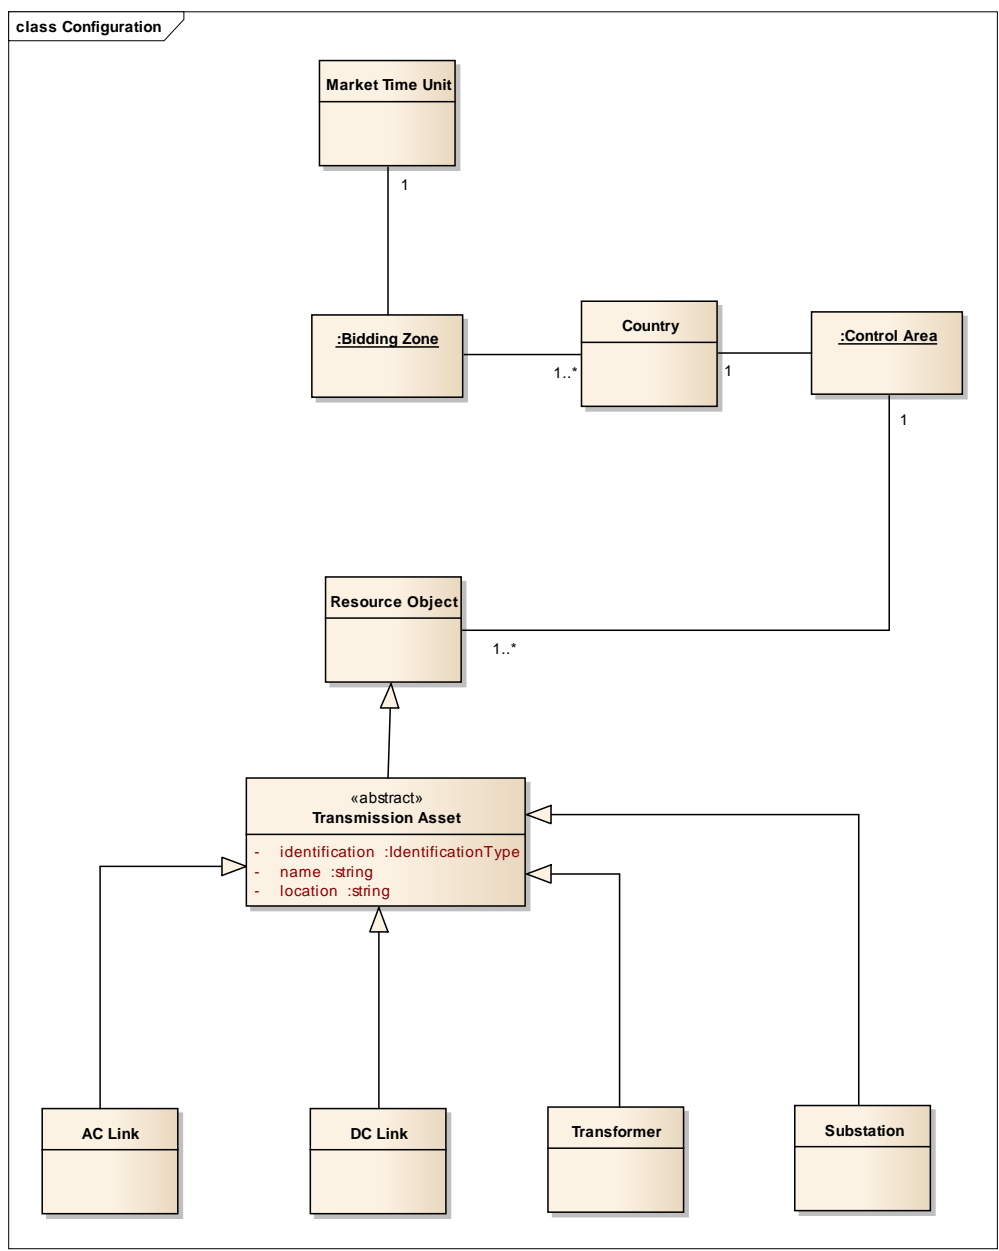 class Configuration
Market Time Unit
1
:Bidding Zone
1..*
Country
1
:Control Area
1
Resource Object
1..*
«abstract»
Transmission Asset
- identification :IdentificationType
- name :string
- location :string
AC Link
DC Link
Transformer
Substation